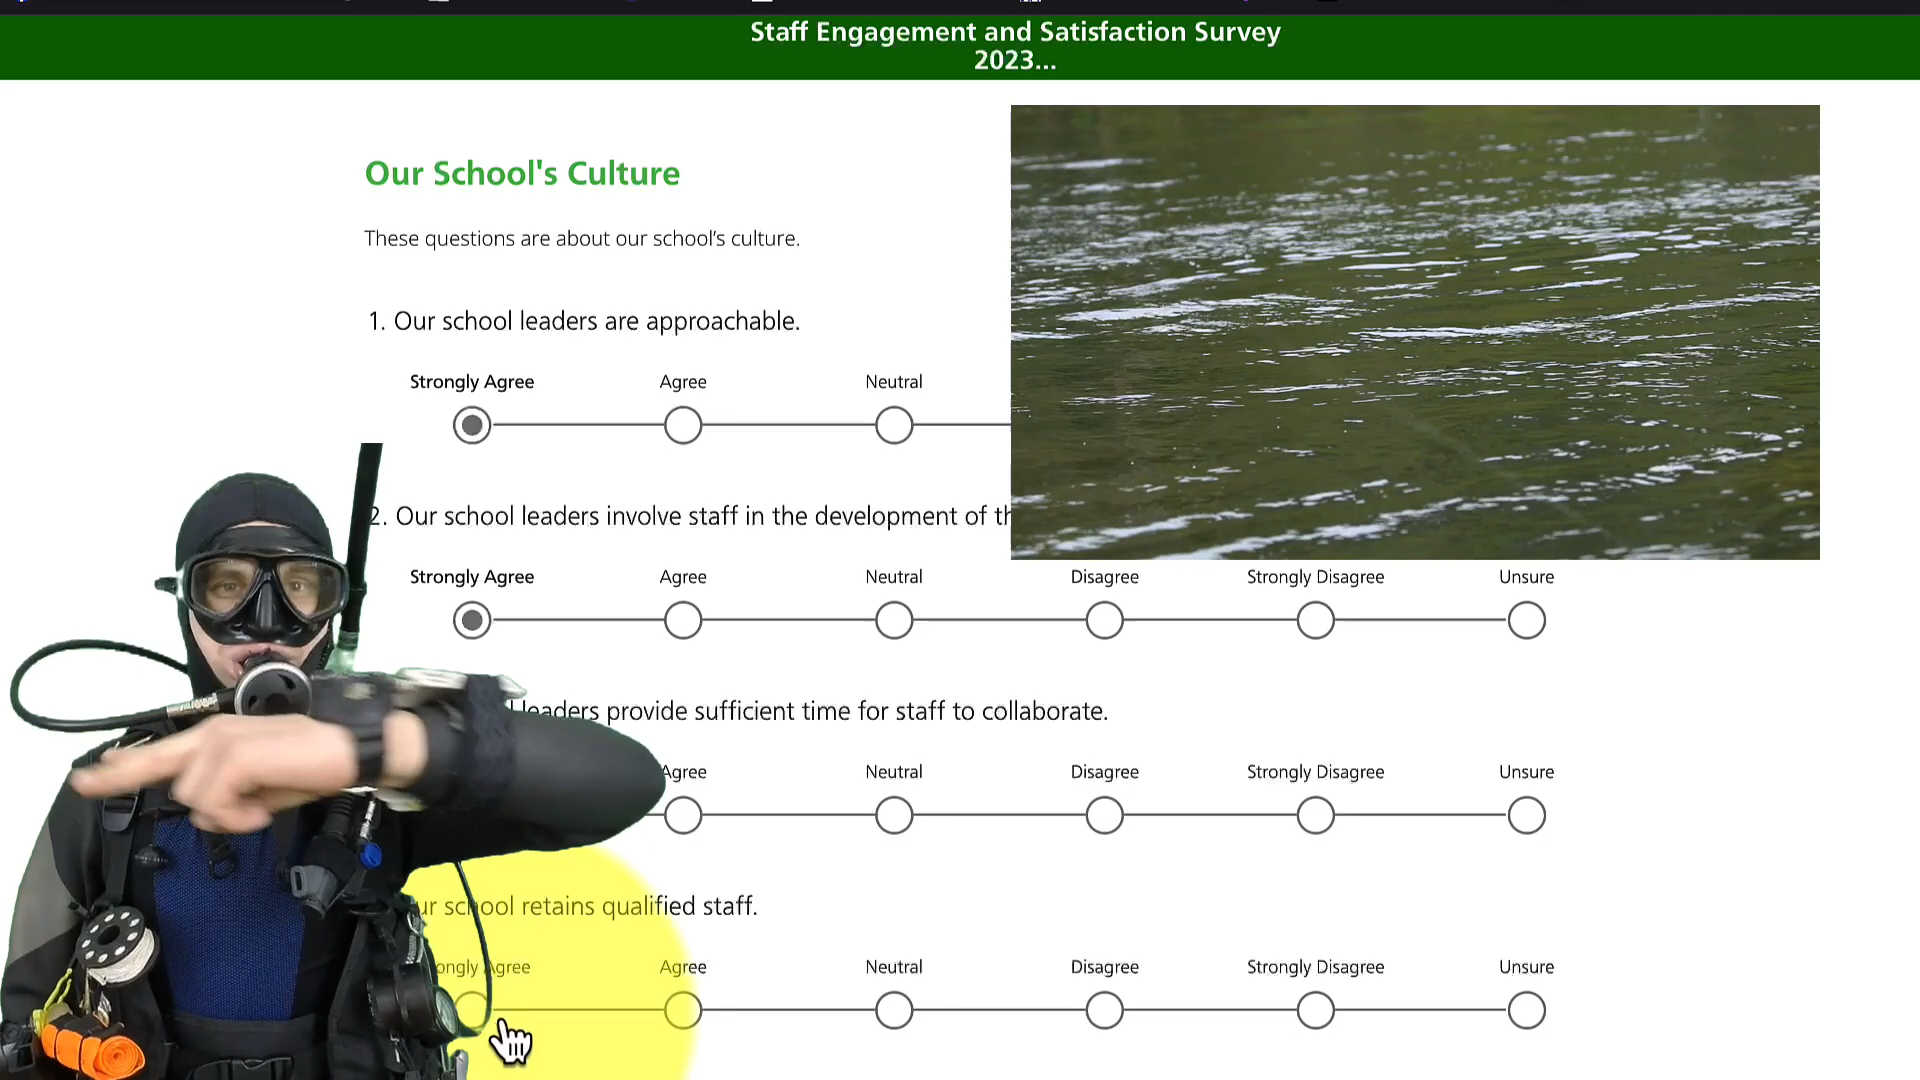 Staff Engagement and Satisfaction Survey
2023...
Our School's Culture
These questions are about our school's culture.
1. Our school leaders are approachable.
Strongly Agree Agree Neutral
2. Our school leaders involve staff in the development of
Strongly Agree Agree Neutral Disagree Strongly Disagree Unsure
leaders provide sufficient time for staff to collaborate.
Agree Neutral Disagree Strongly Disagree Unsure
school retains qualified staff.
Agree Agree Neutral Disagree Strongly Disagree Unsure